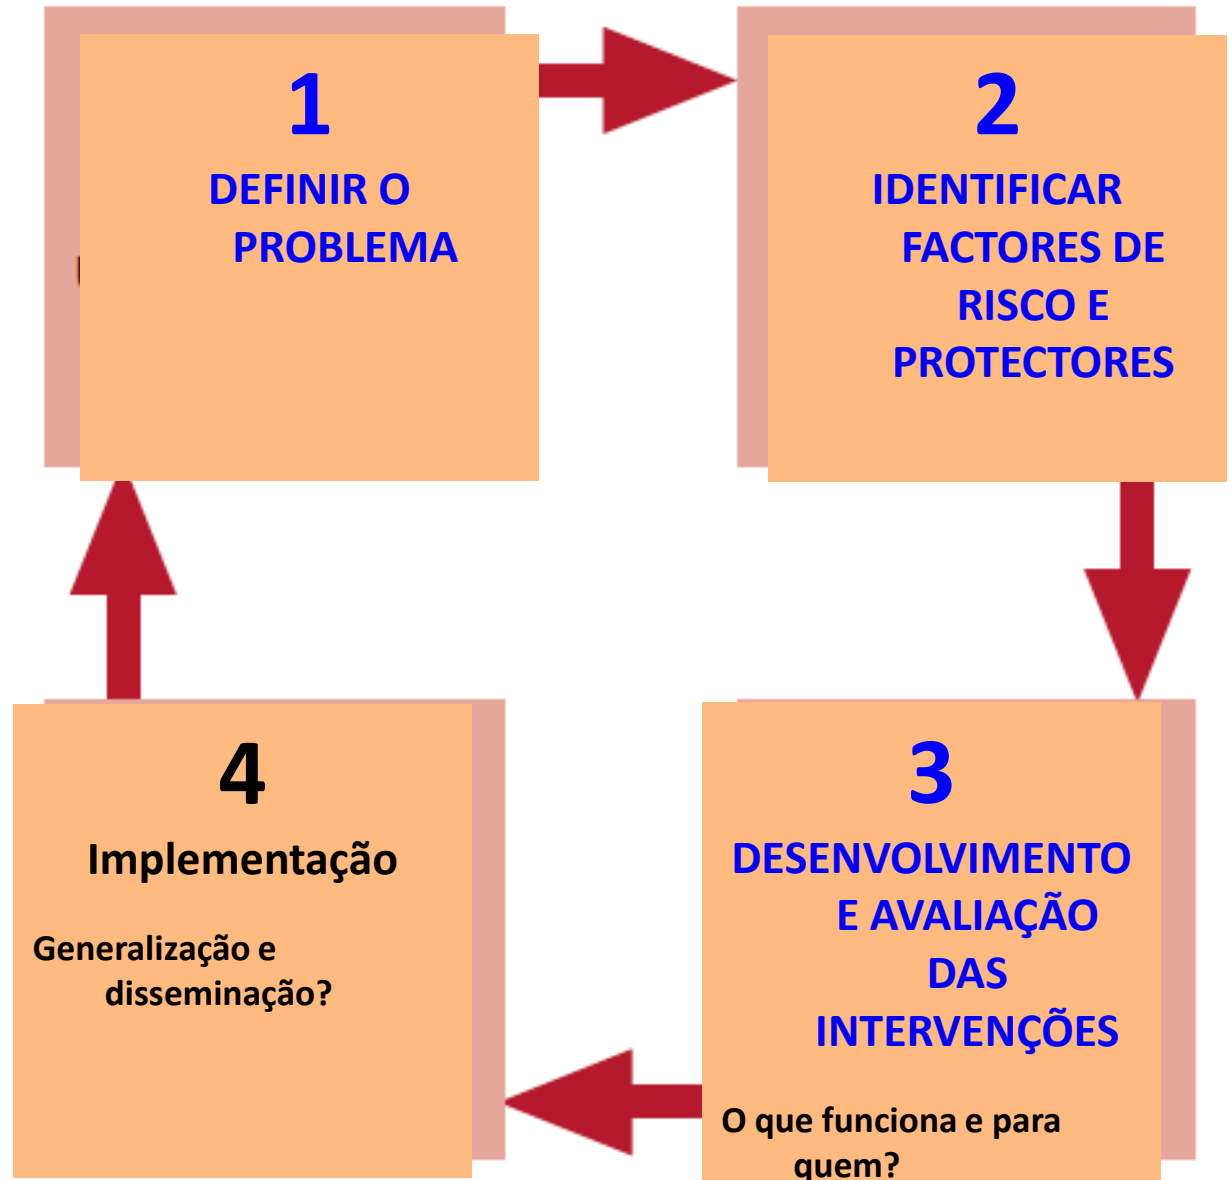 1
DEFINIR O
PROBLEMA
2
IDENTIFICAR
FACTORES DE
RISCO E
PROTECTORES
3
DESENVOLVIMENTO
E AVALIAÇÃO
DAS
INTERVENÇÕES
O que funciona e para
quem?
4
Implementação
Generalização e
disseminação?